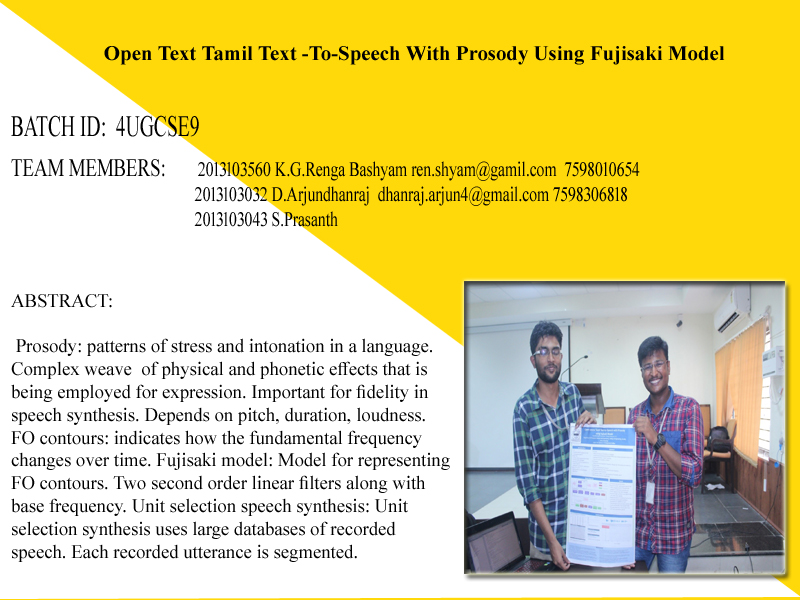 Open Text Tamil Text -To-Speech With Prosody Using Fujisaki Model
BATCH ID: 4UGCSE9
TEAM MEMBERS: 2013103560 K.G.Renga Bashyam ren.shyam@gamil.com 7598010654
2013103032 D.Arjundhanraj dhanraj.arjun4@gmail.com 7598306818
2013103043 S.Prasanth
ABSTRACT:
Prosody: patterns of stress and intonation in a language.
Complex weave of physical and phonetic effects that is
being employed for expression. Important for fidelity in
speech synthesis. Depends on pitch, duration, loudness.
FO contours: indicates how the fundamental frequency
changes over time. Fujisaki model: Model for representing
FO contours. Two second order linear filters along with
base frequency. Unit selection speech synthesis: Unit
selection synthesis uses large databases of recorded
speech. Each recorded utterance is segmented.